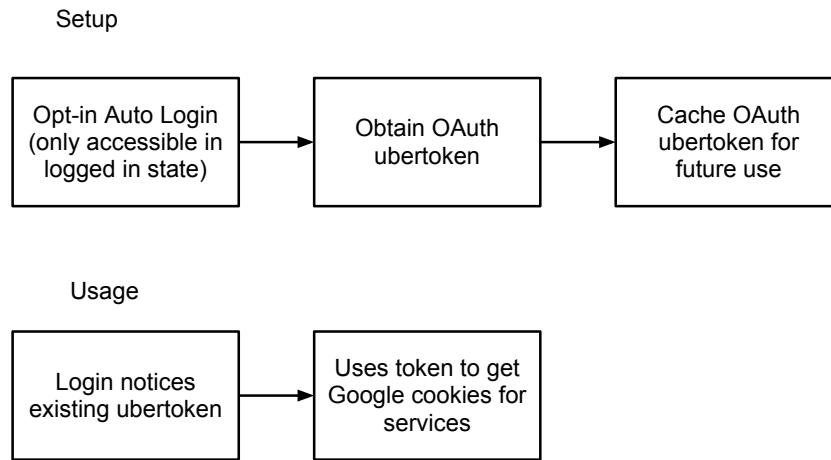 Setup
Opt-in Auto Login
(only accessible in
logged in state)
Obtain OAuth
ubertoken
Cache OAuth
ubertoken for
future use
Usage
Login notices
existing ubertoken
Uses token to get
Google cookies for
services